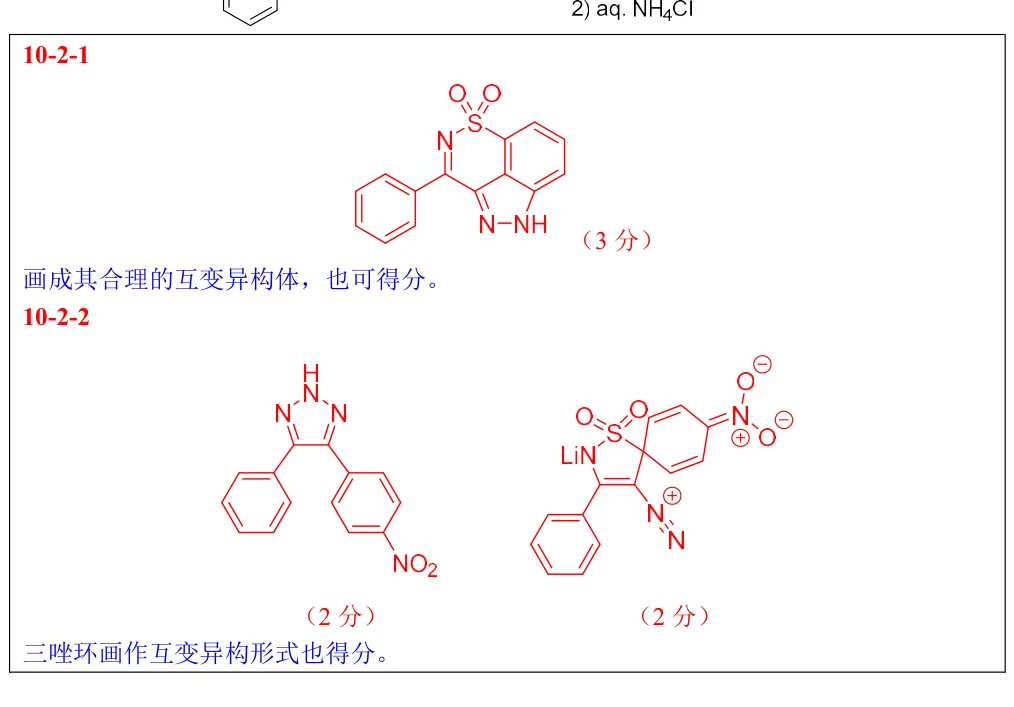 2) aq. NH₄Cl
10-2-1
O O
S
N
N NH
（3 分）
画成其合理的互变异构体，也可得分。
10-2-2
H
N
N N
NO₂
O⊖
O O N⊕ O⊖
S
LiN
N⊕
N
（2 分） （2 分）
三唑环画作互变异构形式也得分。